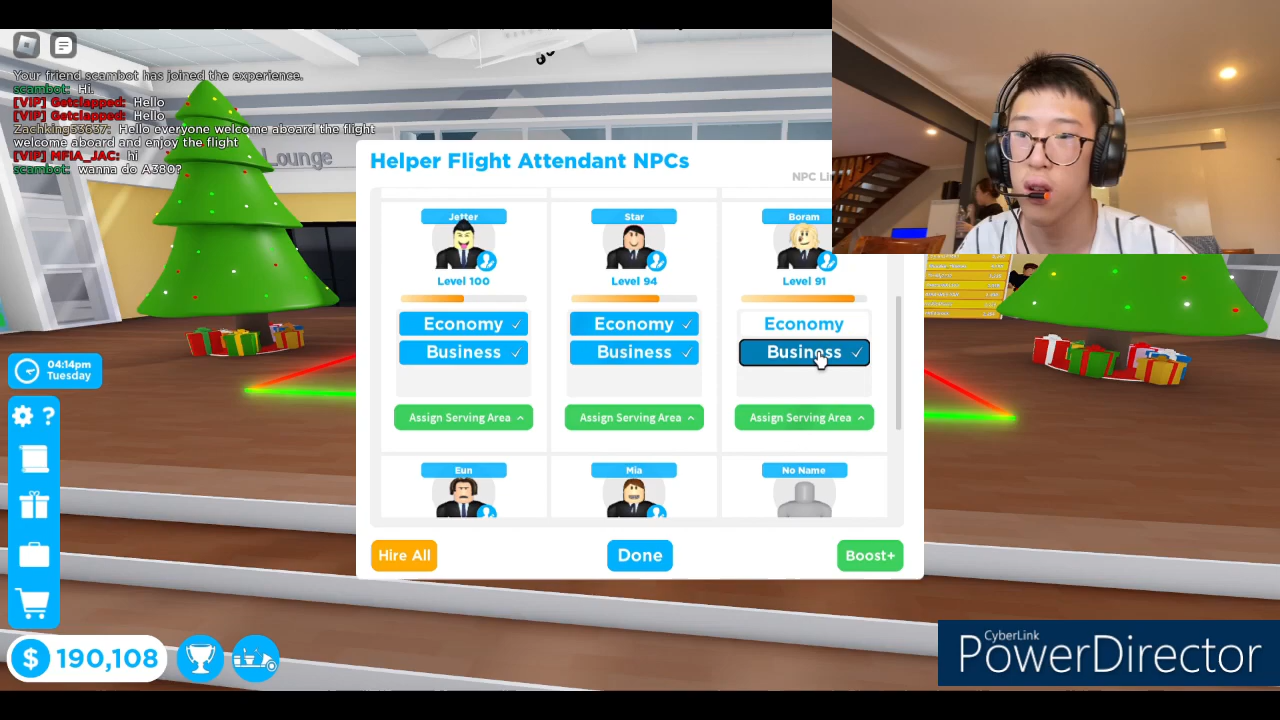 Your friend scambot has joined the experience.
scambot: Hi.
[VIP] Getclapped: Hello
[VIP] Getclapped: Hello
Zachking53637: Hello everyone welcome aboard the flight
welcome aboard and enjoy the flight
[VIP] MFIA_JAC: hi
scambot: wanna do A380?
Lounge
Helper Flight Attendant NPCs
NPC Li
Jetter
Star
Boram
Level 100
Level 94
Level 91
Economy ✓
Economy ✓
Economy
Business ✓
Business ✓
Business ✓
Assign Serving Area
Assign Serving Area
Assign Serving Area
Eun
Mia
No Name
Hire All
Done
Boost+
04:14pm
Tuesday
?
$ 190,108
CyberLink
PowerDirector